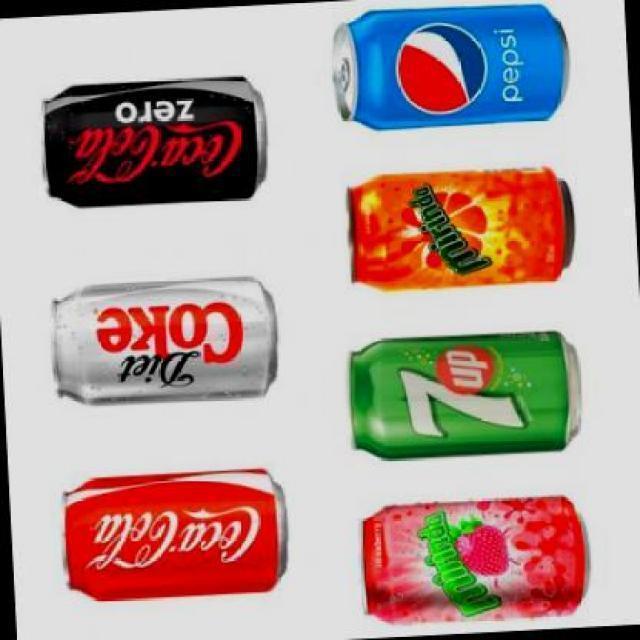 pepsi
zero
Coca-Cola
mirinda
Diet
Coke
7
up
Coca-Cola
mirinda